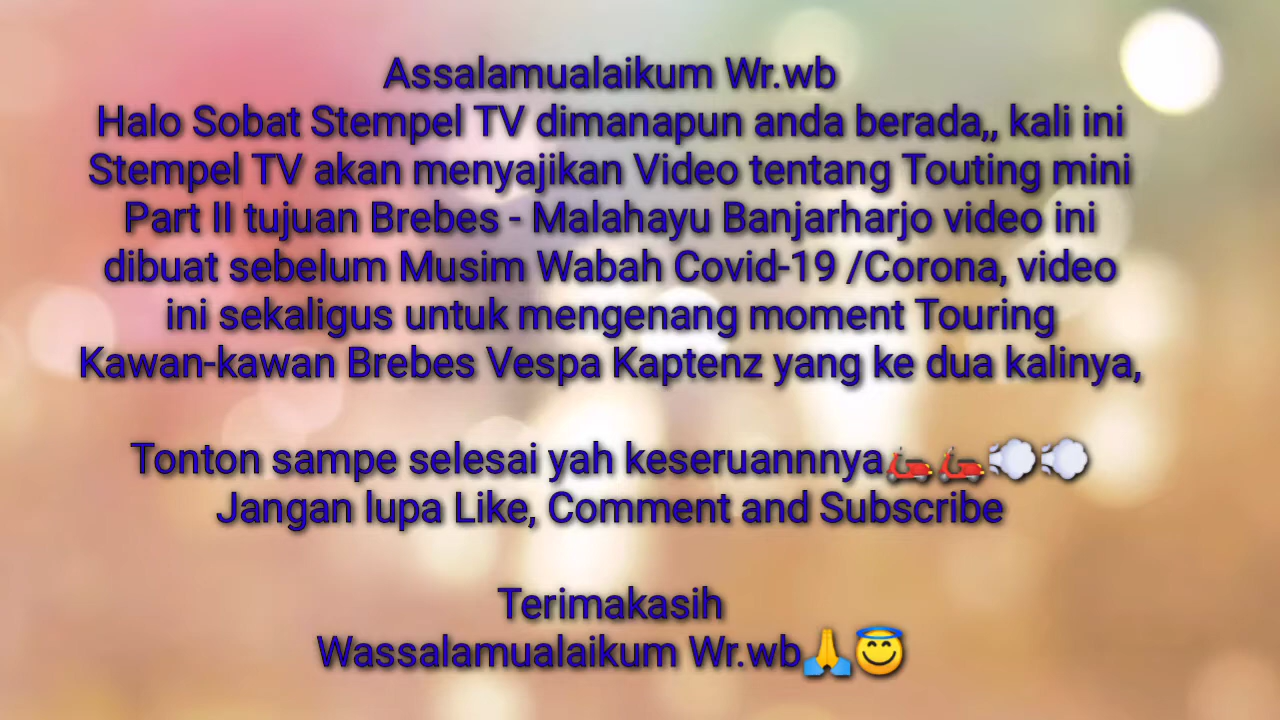 Assalamualaikum Wr.wb
Halo Sobat Stempel TV dimanapun anda berada,, kali ini
Stempel TV akan menyajikan Video tentang Touting mini
Part II tujuan Brebes - Malahayu Banjarharjo video ini
dibuat sebelum Musim Wabah Covid-19 /Corona, video
ini sekaligus untuk mengenang moment Touring
Kawan-kawan Brebes Vespa Kaptenz yang ke dua kalinya,
Tonton sampe selesai yah keseruannnya🛵🛵💨💨
Jangan lupa Like, Comment and Subscribe
Terimakasih
Wassalamualaikum Wr.wb🙏😇